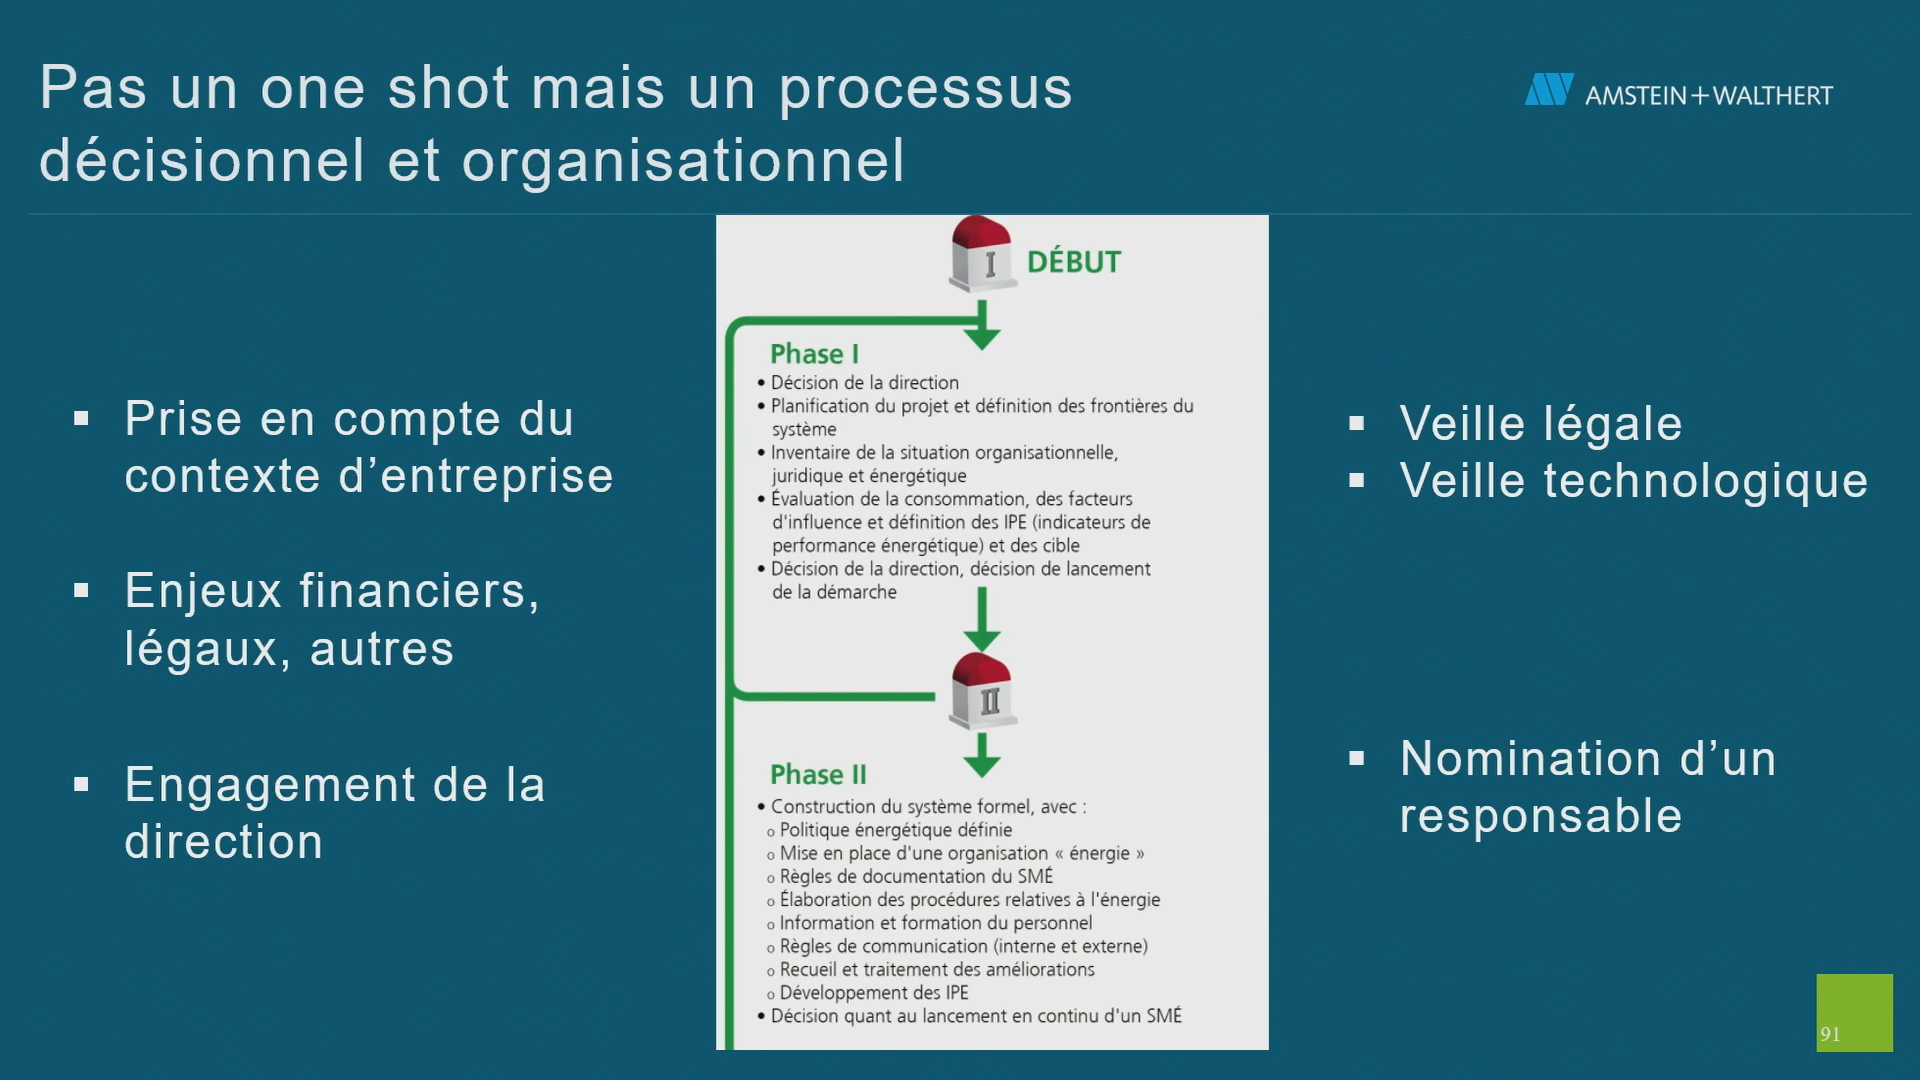 Pas un one shot mais un processus
décisionnel et organisationnel
AMSTEIN+WALTHERT
Prise en compte du
contexte d’entreprise
Enjeux financiers,
légaux, autres
Engagement de la
direction
I
DÉBUT
Phase I
• Décision de la direction
• Planification du projet et définition des frontières du
système
• Inventaire de la situation organisationnelle,
juridique et énergétique
• Évaluation de la consommation, des facteurs
d'influence et définition des IPE (indicateurs de
performance énergétique) et des cible
• Décision de la direction, décision de lancement
de la démarche
II
Phase II
• Construction du système formel, avec :
o Politique énergétique définie
o Mise en place d'une organisation « énergie »
o Règles de documentation du SMÉ
o Élaboration des procédures relatives à l'énergie
o Information et formation du personnel
o Règles de communication (interne et externe)
o Recueil et traitement des améliorations
o Développement des IPE
• Décision quant au lancement en continu d'un SMÉ
Veille légale
Veille technologique
Nomination d’un
responsable
91